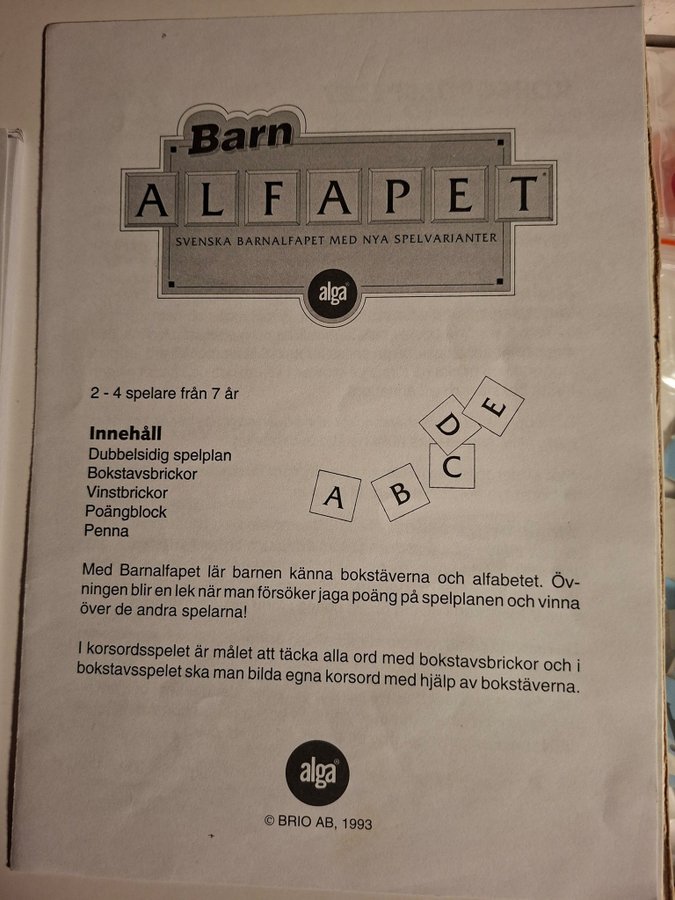 Barn
ALFAPET®
SVENSKA BARNALFAPET MED NYA SPELVARIANTER
alga®
2 - 4 spelare från 7 år
Innehåll
Dubbelsidig spelplan
Bokstavsbrickor
Vinstbrickor
Poängblock
Penna
A B C D E
Med Barnalfapet lär barnen känna bokstäverna och alfabetet. Öv-
ningen blir en lek när man försöker jaga poäng på spelplanen och vinna
över de andra spelarna!
I korsordsspelet är målet att täcka alla ord med bokstavsbrickor och i
bokstavsspelet ska man bilda egna korsord med hjälp av bokstäverna.
alga®
© BRIO AB, 1993